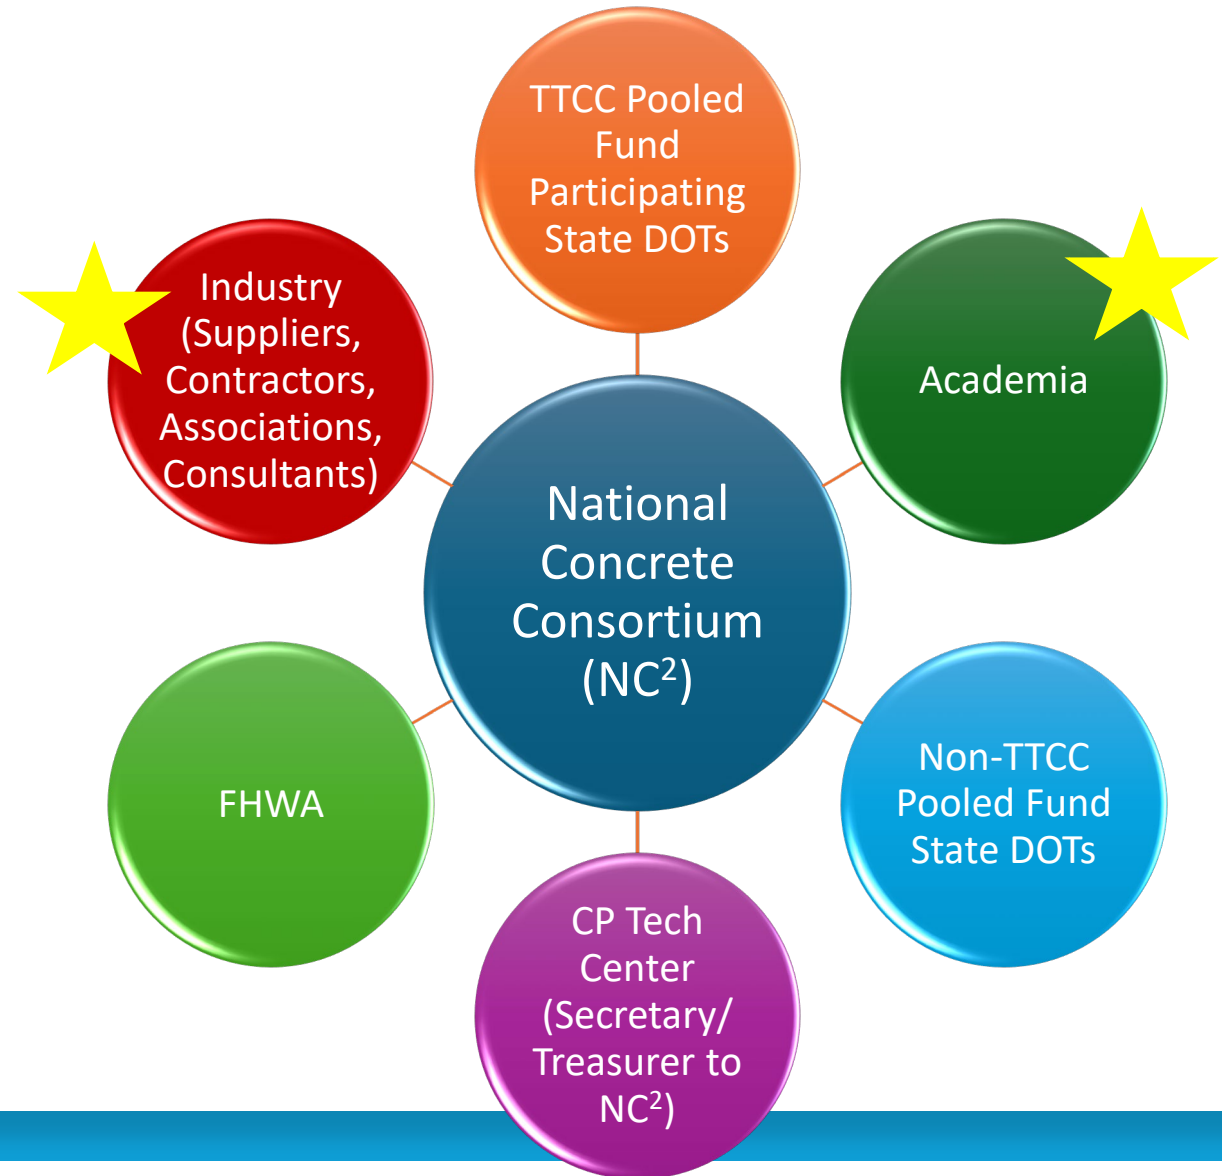 TTCC Pooled
Fund
Participating
State DOTs
Industry
(Suppliers,
Contractors,
Associations,
Consultants)
Academia
National
Concrete
Consortium
(NC²)
FHWA
Non-TTCC
Pooled Fund
State DOTs
CP Tech
Center
(Secretary/
Treasurer to
NC²)